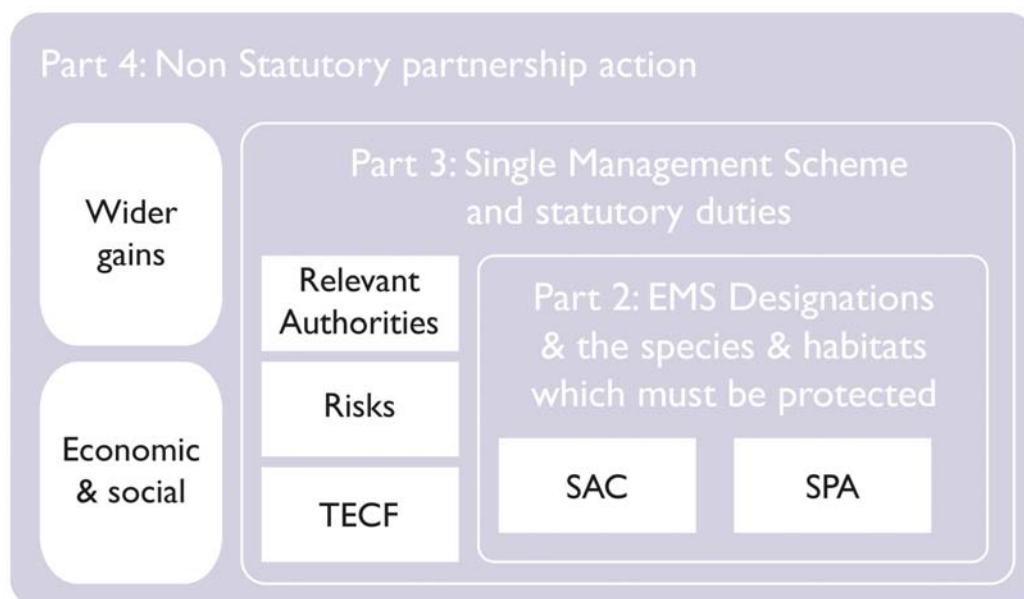 Part 4: Non Statutory partnership action
Wider
gains
Economic
& social
Part 3: Single Management Scheme
and statutory duties
Relevant
Authorities
Risks
TECF
Part 2: EMS Designations
& the species & habitats
which must be protected
SAC
SPA